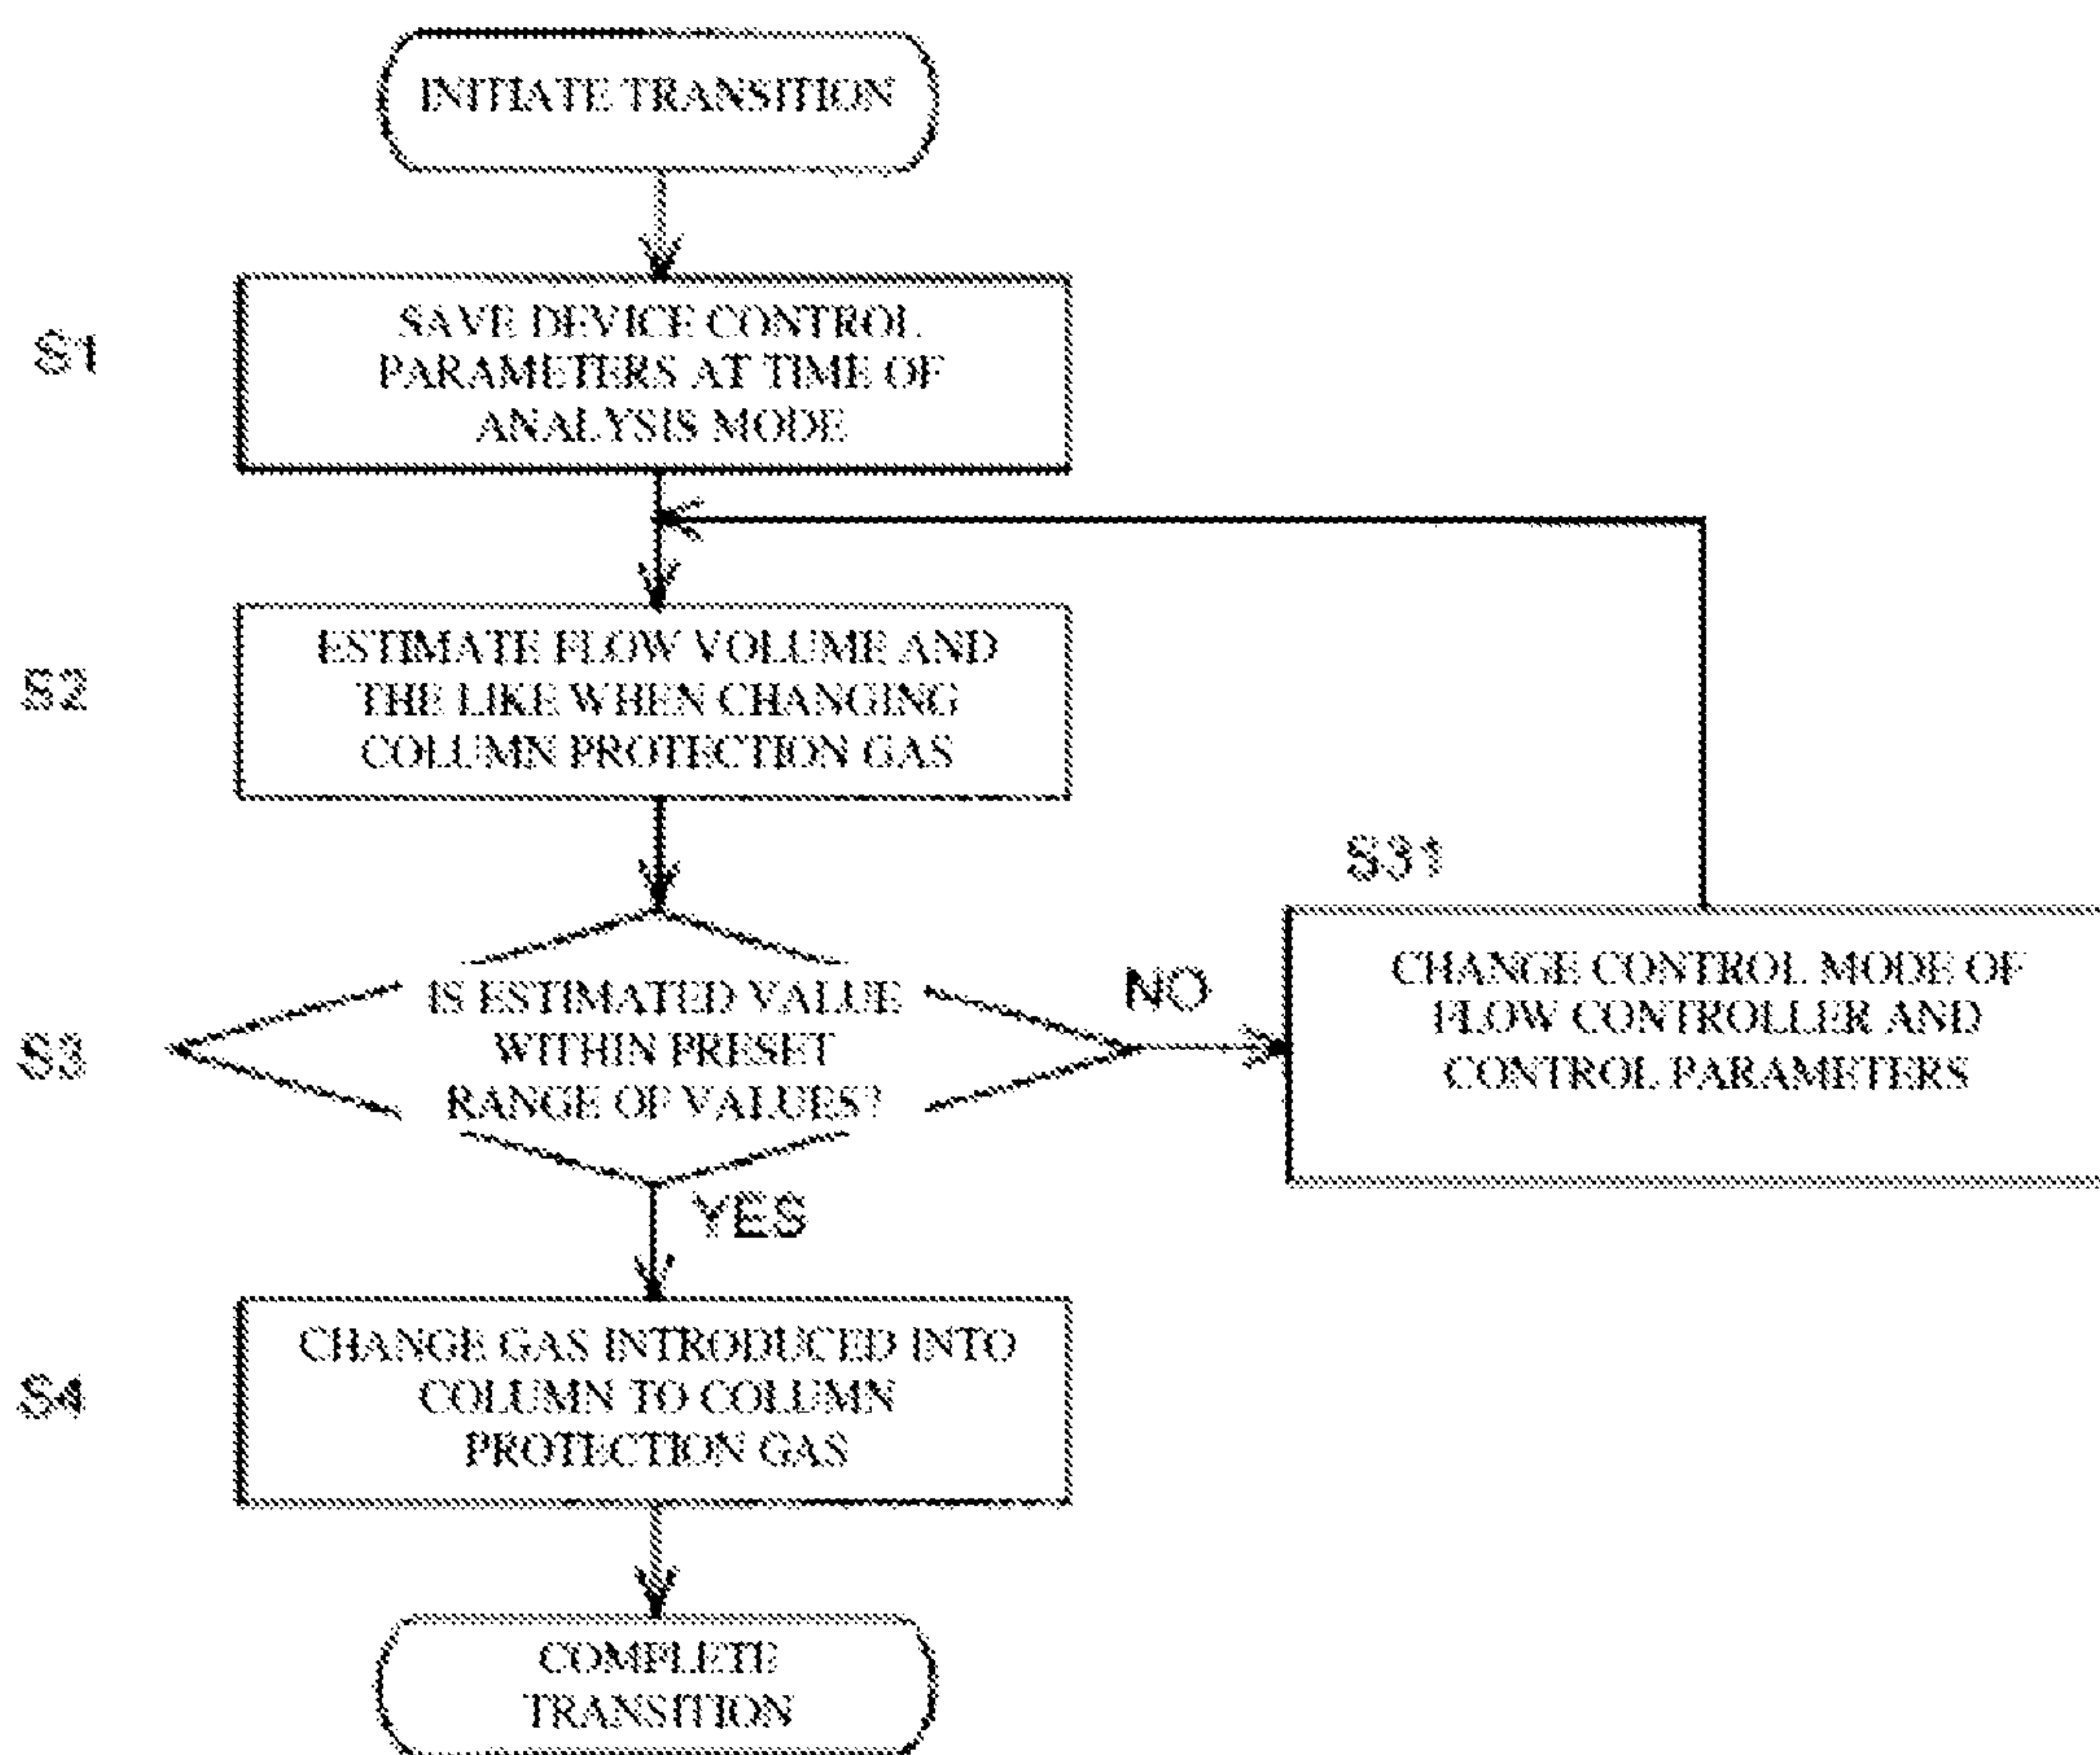 INITIATE TRANSITION
S1
SAVE DEVICE CONTROL
PARAMETERS AT TIME OF
ANALYSIS MODE
S2
ESTIMATE FLOW VOLUME AND
THE LIKE WHEN CHANGING
COLUMN PROTECTION GAS
S3
IS ESTIMATED VALUE
WITHIN PRESET
RANGE OF VALUES?
NO
S31
CHANGE CONTROL MODE OF
FLOW CONTROLLER AND
CONTROL PARAMETERS
YES
S4
CHANGE GAS INTRODUCED INTO
COLUMN TO COLUMN
PROTECTION GAS
COMPLETE
TRANSITION